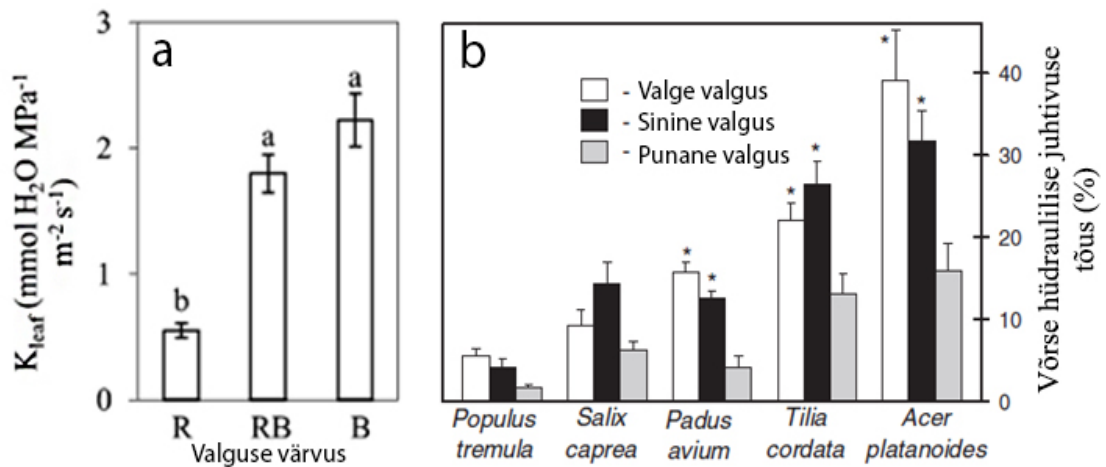 a
K_leaf (mmol H₂O MPa⁻¹
m⁻² s⁻¹)
3
2
1
0
b
a
a
R
RB
B
Valguse värvus
b
- Valge valgus
- Sinine valgus
- Punane valgus
*
*
*
*
*
*
Populus
tremula
Salix
caprea
Padus
avium
Tilia
cordata
Acer
platanoides
40
30
20
10
0
Võrse hüdraulilise juhtivuse
tõus (%)